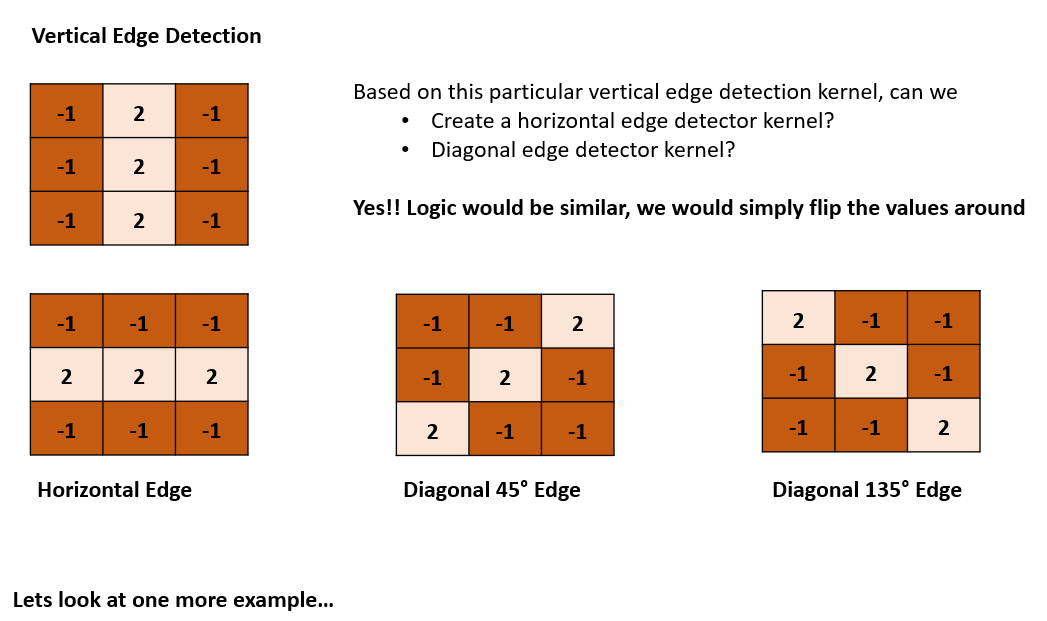 Vertical Edge Detection
-1 2 -1
-1 2 -1
-1 2 -1
Based on this particular vertical edge detection kernel, can we
• Create a horizontal edge detector kernel?
• Diagonal edge detector kernel?
Yes!! Logic would be similar, we would simply flip the values around
-1 -1 -1
2 2 2
-1 -1 -1
Horizontal Edge
-1 -1 2
-1 2 -1
2 -1 -1
Diagonal 45° Edge
2 -1 -1
-1 2 -1
-1 -1 2
Diagonal 135° Edge
Lets look at one more example...